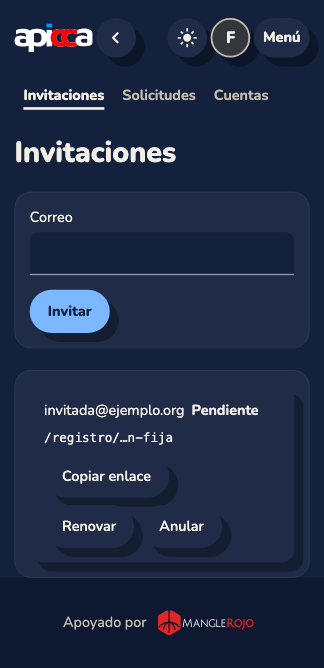 apicca
F
Menú
Invitaciones Solicitudes Cuentas
Invitaciones
Correo
Invitar
invitada@ejemplo.org Pendiente
/registro/…n-fija
Copiar enlace
Renovar Anular
Apoyado por MANGLEROJO